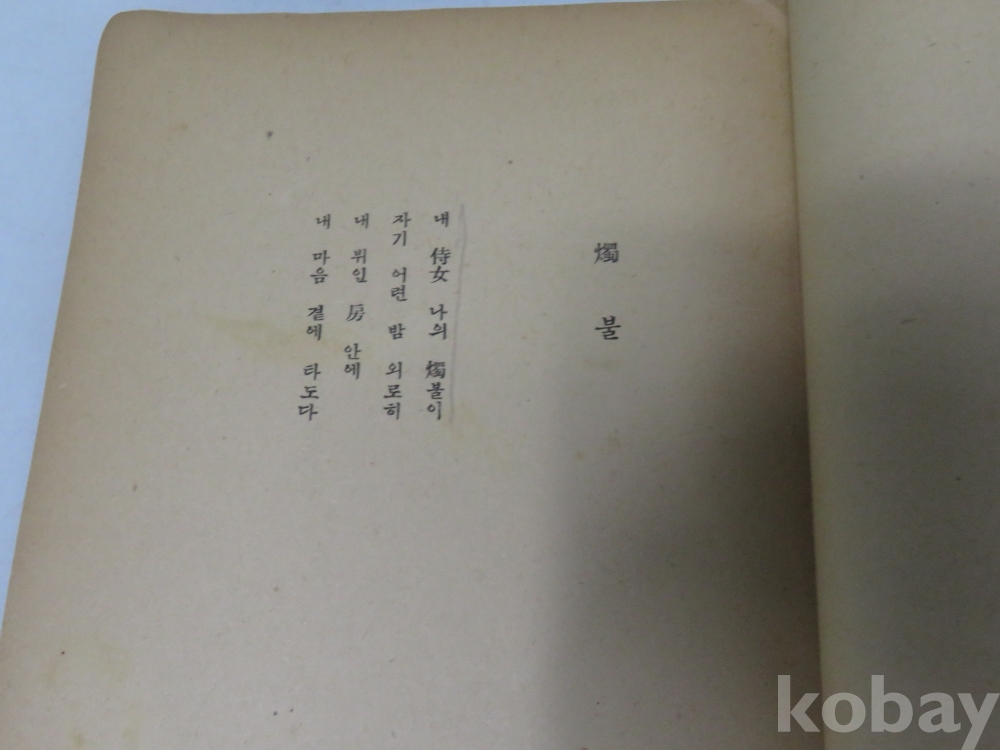 燭불
내 侍女 나의 燭불이
자기 어련 밤 외로히
내 뷔인 房 안에
내 마음 곁에 타도다
kobay